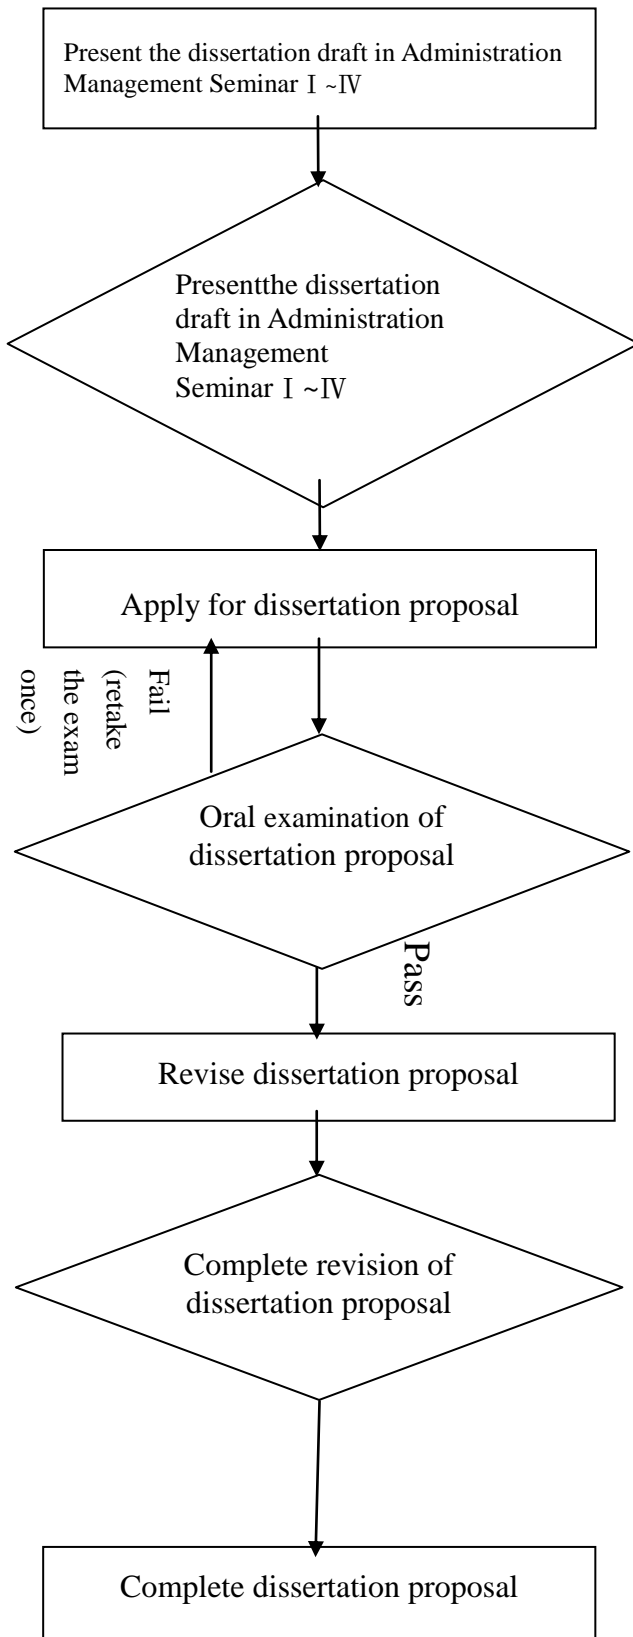 Present the dissertation draft in Administration
Management Seminar Ⅰ ~Ⅳ
Presentthe dissertation
draft in Administration
Management
Seminar Ⅰ ~Ⅳ
Apply for dissertation proposal
Fail
(retake
the exam
once)
Oral examination of
dissertation proposal
Pass
Revise dissertation proposal
Complete revision of
dissertation proposal
Complete dissertation proposal